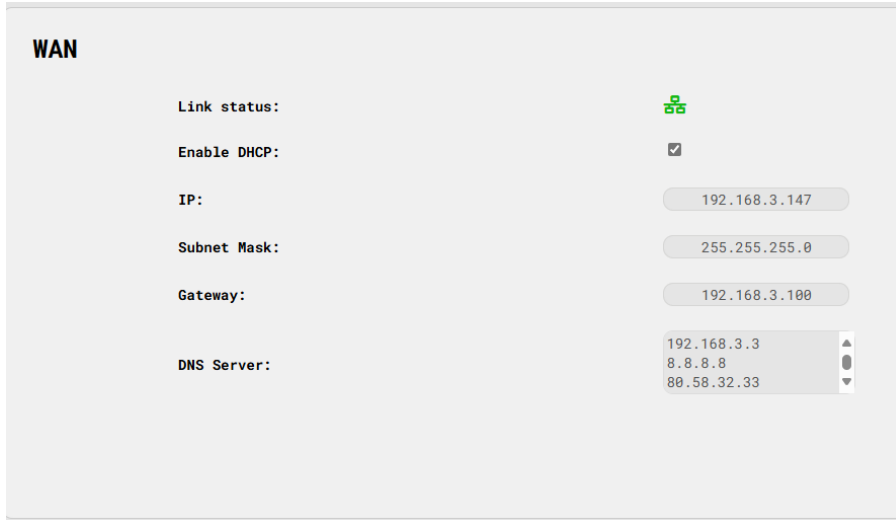 WAN
Link status:
Enable DHCP:
IP: 192.168.3.147
Subnet Mask: 255.255.255.0
Gateway: 192.168.3.100
DNS Server:
192.168.3.3
8.8.8.8
80.58.32.33